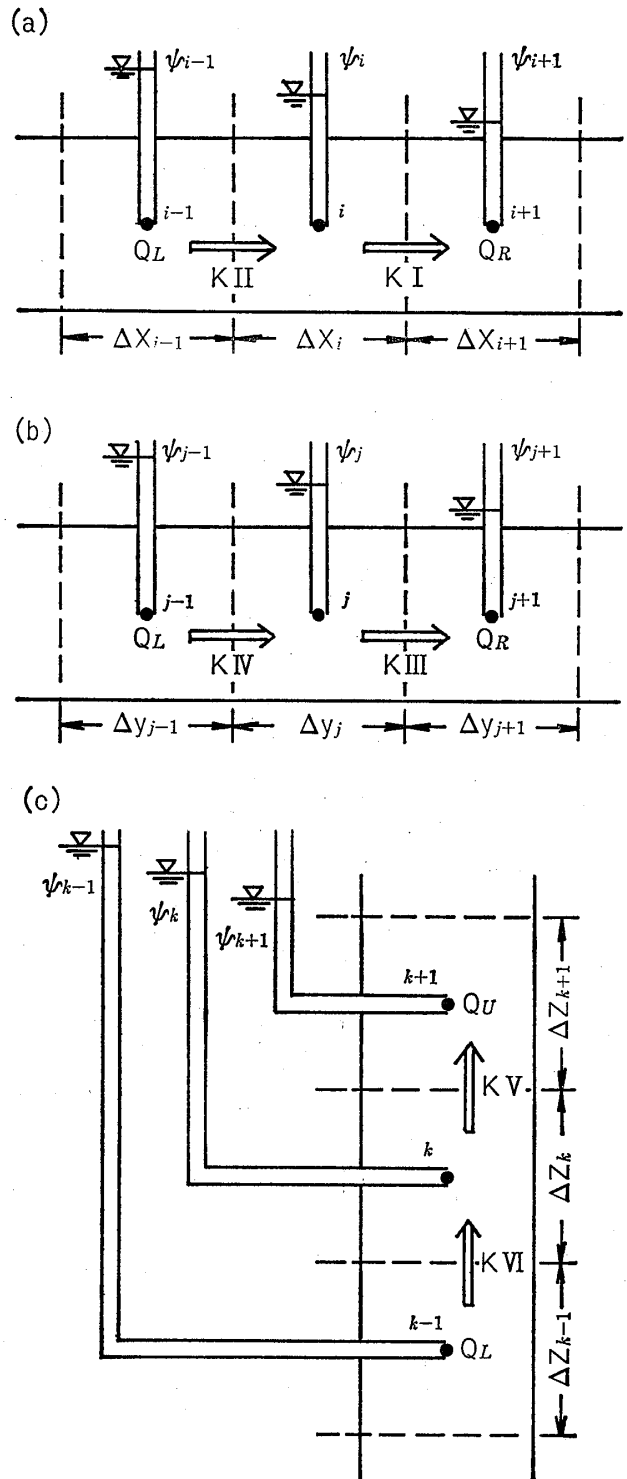 (a)
ψi−1 ψi ψi+1
i−1 i i+1
QL QR
KII KI
ΔXi−1 ΔXi ΔXi+1
(b)
ψj−1 ψj ψj+1
j−1 j j+1
QL QR
KIV KIII
Δyj−1 Δyj Δyj+1
(c)
ψk−1
ψk
ψk+1
k+1
QU
ΔZk+1
KV
k
ΔZk
KVI
k−1
QL
ΔZk−1